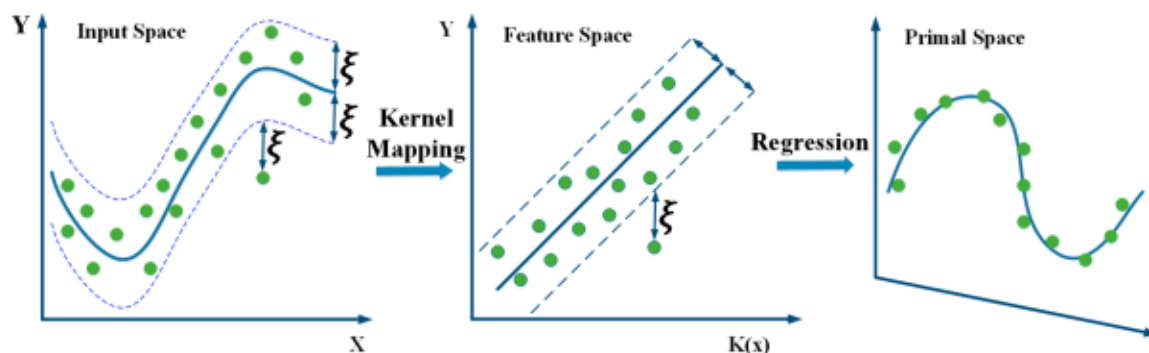 Y
Input Space
ξ
ξ
ξ
X
Kernel
Mapping
Y
Feature Space
ξ
K(x)
Regression
Primal Space